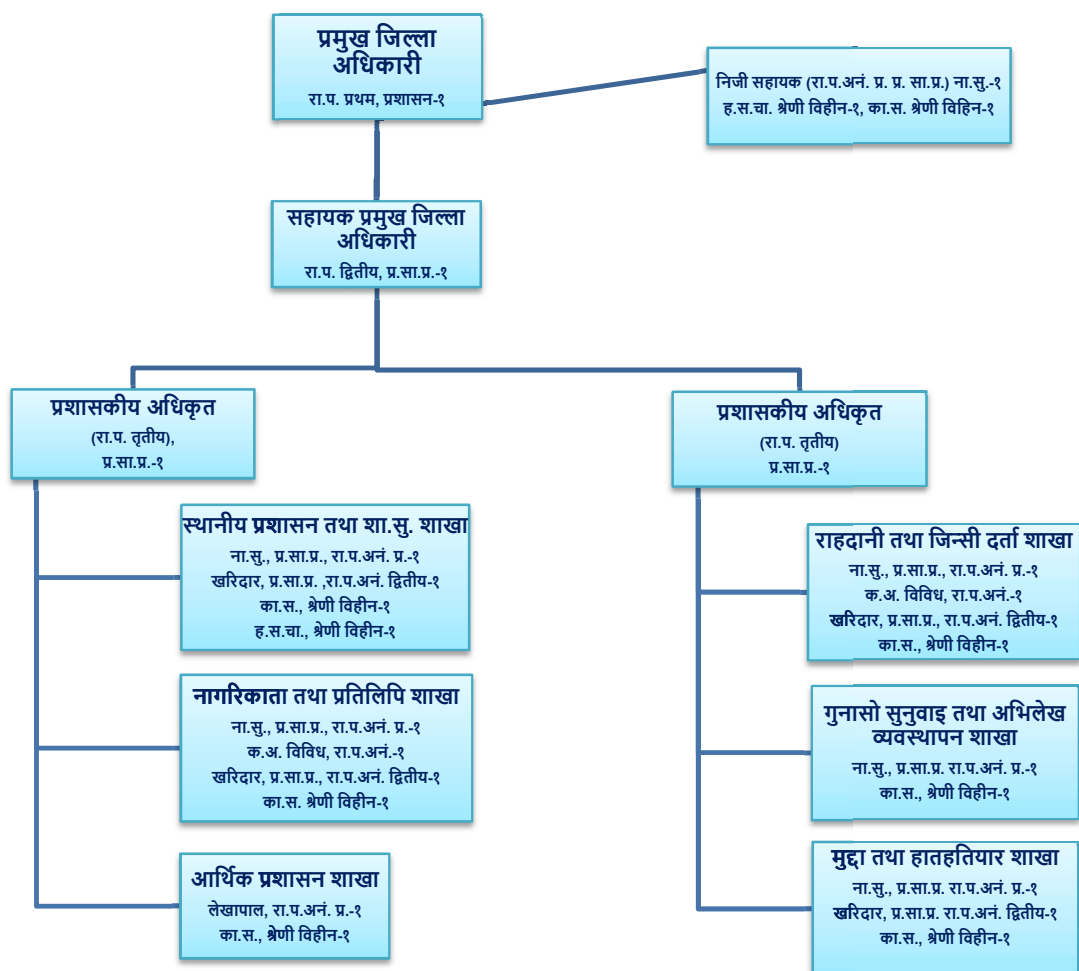 प्रमुख जिल्ला
अधिकारी
रा.प. प्रथम, प्रशासन-१
निजी सहायक (रा.प.अनं. प्र. प्र. सा.प्र.) ना.सु.-१
ह.स.चा. श्रेणी विहीन-१, का.स. श्रेणी विहिन-१
सहायक प्रमुख जिल्ला
अधिकारी
रा.प. द्वितीय, प्र.सा.प्र.-१
प्रशासकीय अधिकृत
(रा.प. तृतीय),
प्र.सा.प्र.-१
स्थानीय प्रशासन तथा शा.सु. शाखा
ना.सु., प्र.सा.प्र., रा.प.अनं. प्र.-१
खरिदार, प्र.सा.प्र. ,रा.प.अनं. द्वितीय-१
का.स., श्रेणी विहीन-१
ह.स.चा., श्रेणी विहीन-१
नागरिकाता तथा प्रतिलिपि शाखा
ना.सु., प्र.सा.प्र., रा.प.अनं. प्र.-१
क.अ. विविध, रा.प.अनं.-१
खरिदार, प्र.सा.प्र., रा.प.अनं. द्वितीय-१
का.स. श्रेणी विहीन-१
आर्थिक प्रशासन शाखा
लेखापाल, रा.प.अनं. प्र.-१
का.स., श्रेणी विहीन-१
प्रशासकीय अधिकृत
(रा.प. तृतीय)
प्र.सा.प्र.-१
राहदानी तथा जिन्सी दर्ता शाखा
ना.सु., प्र.सा.प्र., रा.प.अनं. प्र.-१
क.अ. विविध, रा.प.अनं.-१
खरिदार, प्र.सा.प्र., रा.प.अनं. द्वितीय-१
का.स., श्रेणी विहीन-१
गुनासो सुनुवाइ तथा अभिलेख
व्यवस्थापन शाखा
ना.सु., प्र.सा.प्र. रा.प.अनं. प्र.-१
का.स., श्रेणी विहीन-१
मुद्दा तथा हातहतियार शाखा
ना.सु., प्र.सा.प्र. रा.प.अनं. प्र.-१
खरिदार, प्र.सा.प्र. रा.प.अनं. द्वितीय-१
का.स., श्रेणी विहीन-१